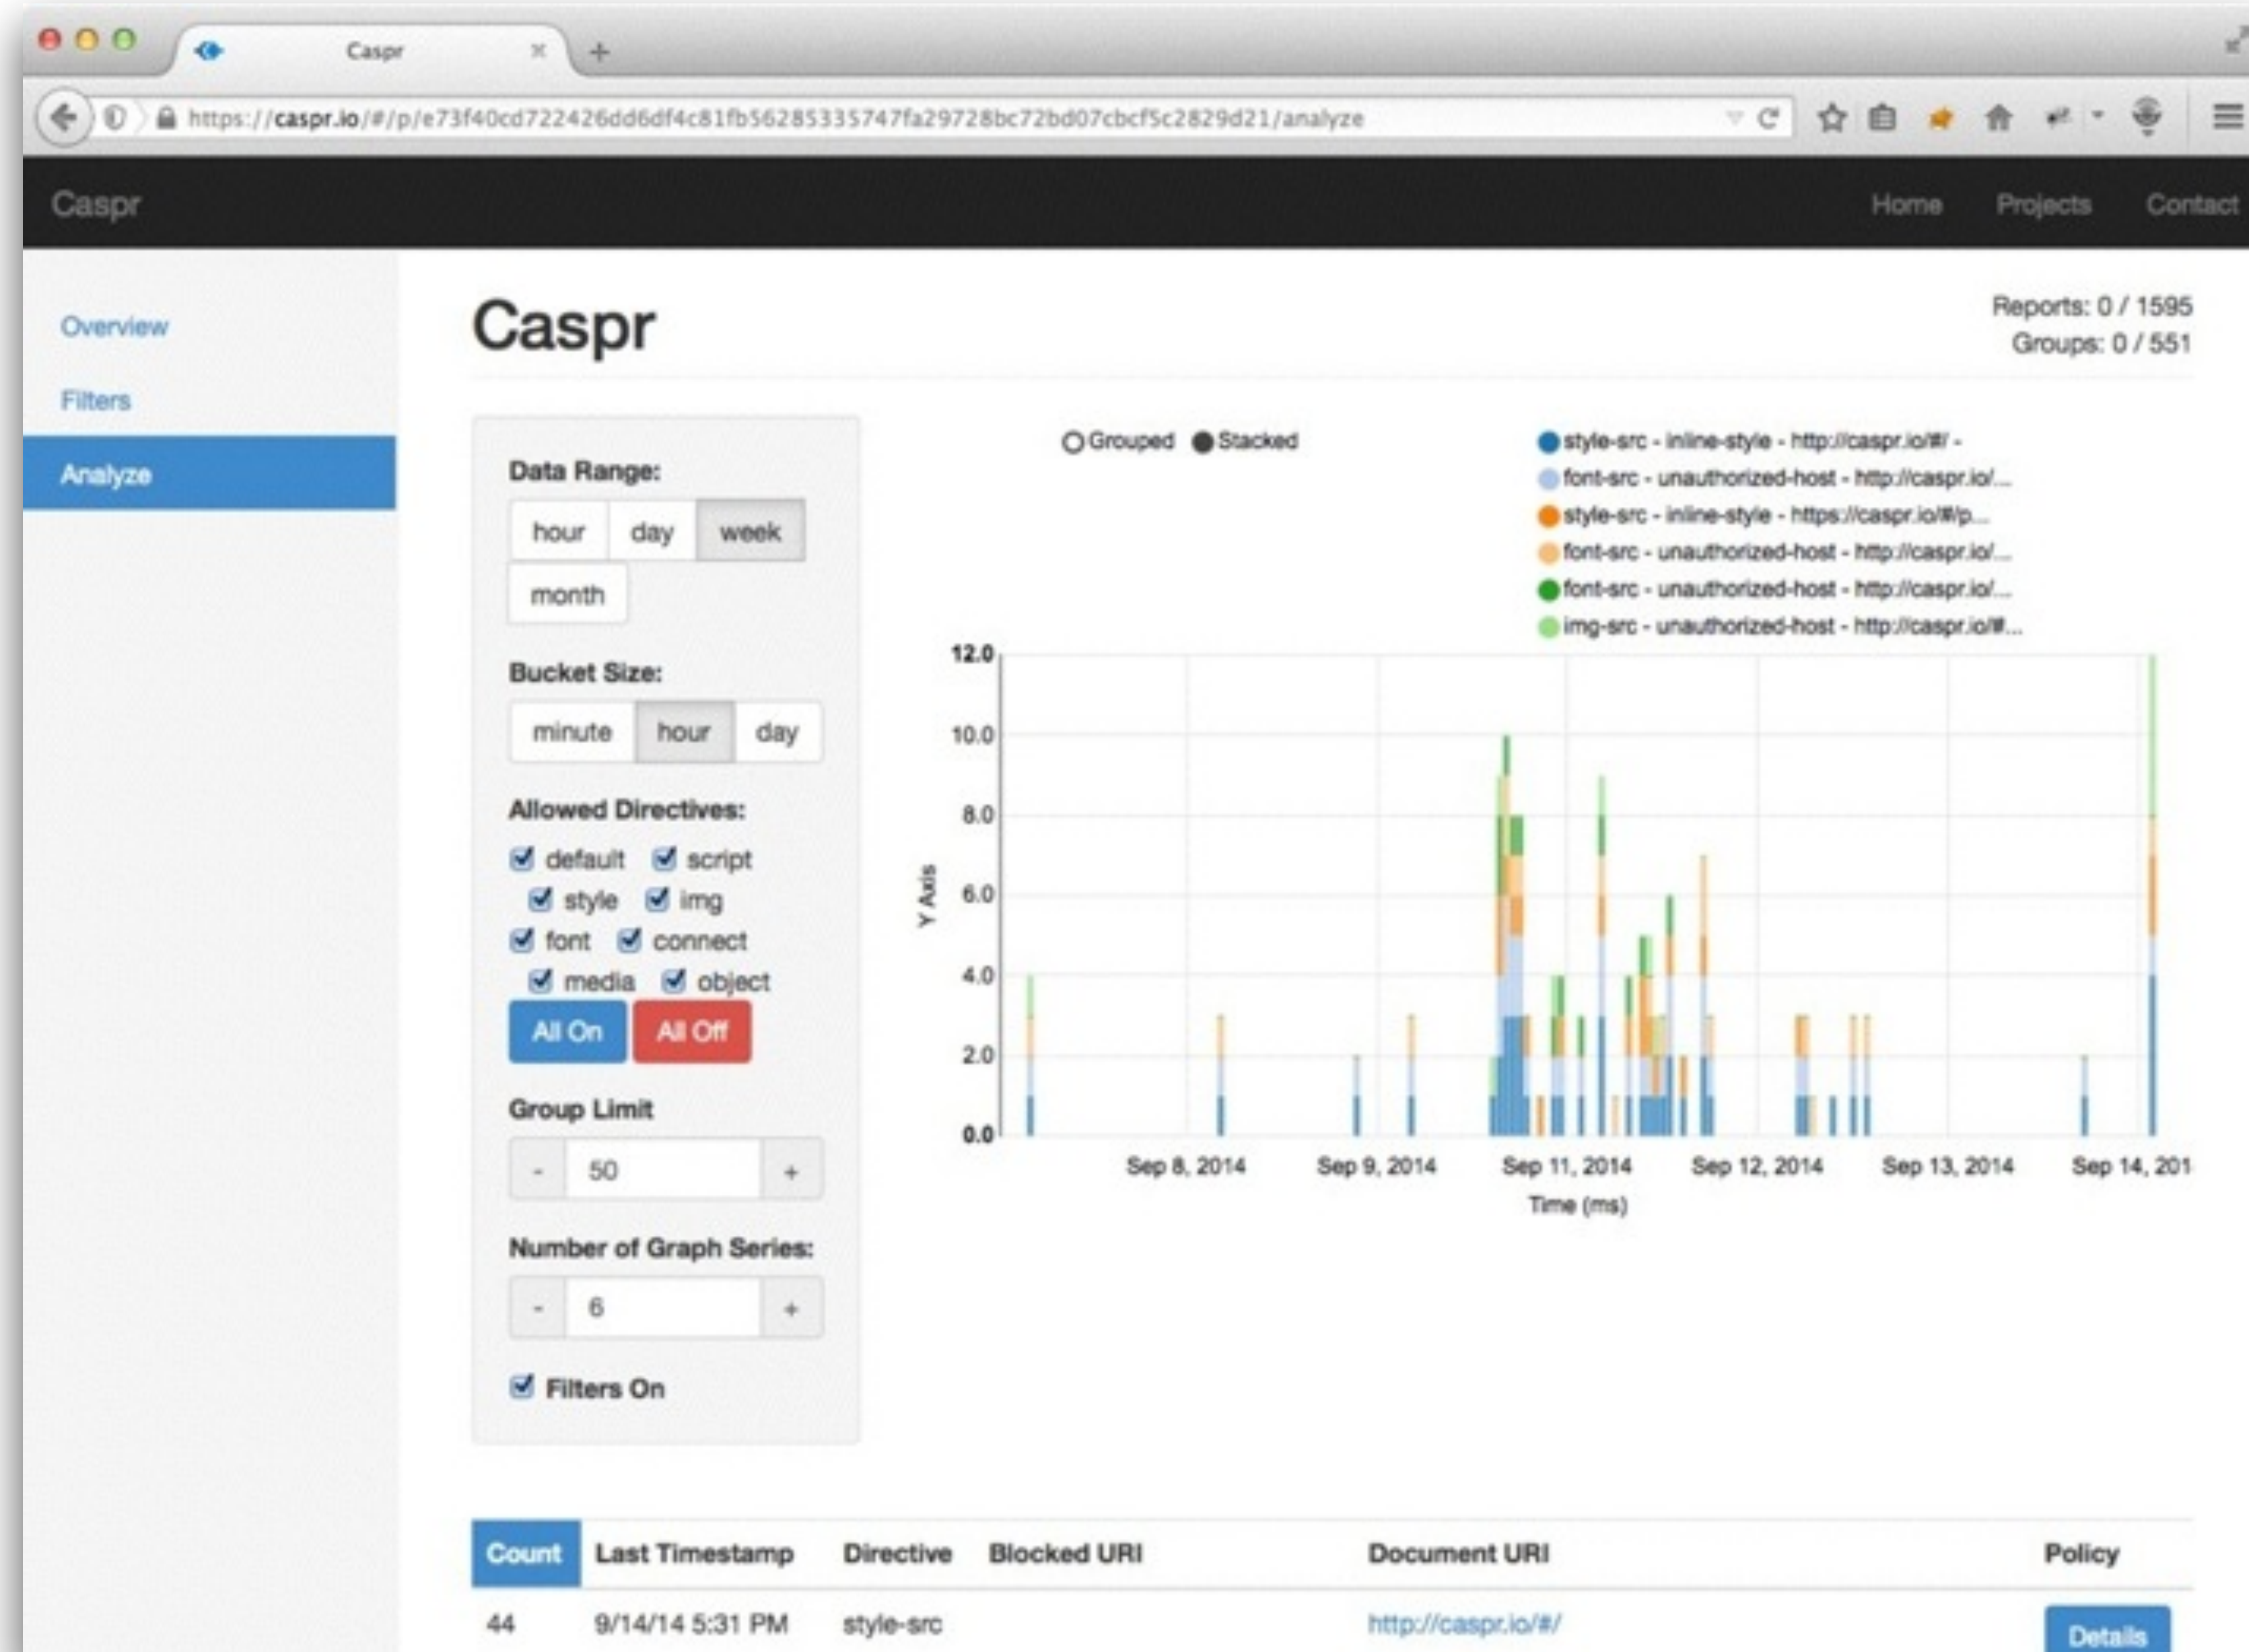 Caspr
https://caspr.io/#/p/e73f40cd722426dd6df4c81fb56285335747fa29728bc72bd07cbcf5c2829d21/analyze
Caspr Home Projects Contact
Overview
Filters
Analyze
Caspr
Reports: 0 / 1595
Groups: 0 / 551
Data Range:
hour day week
month
Bucket Size:
minute hour day
Allowed Directives:
default script
style img
font connect
media object
All On All Off
Group Limit
- 50 +
Number of Graph Series:
- 6 +
Filters On
Grouped Stacked
style-src - inline-style - http://caspr.io/#/ -
font-src - unauthorized-host - http://caspr.io/...
style-src - inline-style - https://caspr.io/#/p...
font-src - unauthorized-host - http://caspr.io/...
font-src - unauthorized-host - http://caspr.io/...
img-src - unauthorized-host - http://caspr.io/#...
12.0
10.0
8.0
6.0
4.0
2.0
0.0
Y Axis
Sep 8, 2014 Sep 9, 2014 Sep 11, 2014 Sep 12, 2014 Sep 13, 2014 Sep 14, 201
Time (ms)
Count Last Timestamp Directive Blocked URI Document URI Policy
44 9/14/14 5:31 PM style-src http://caspr.io/#/ Details